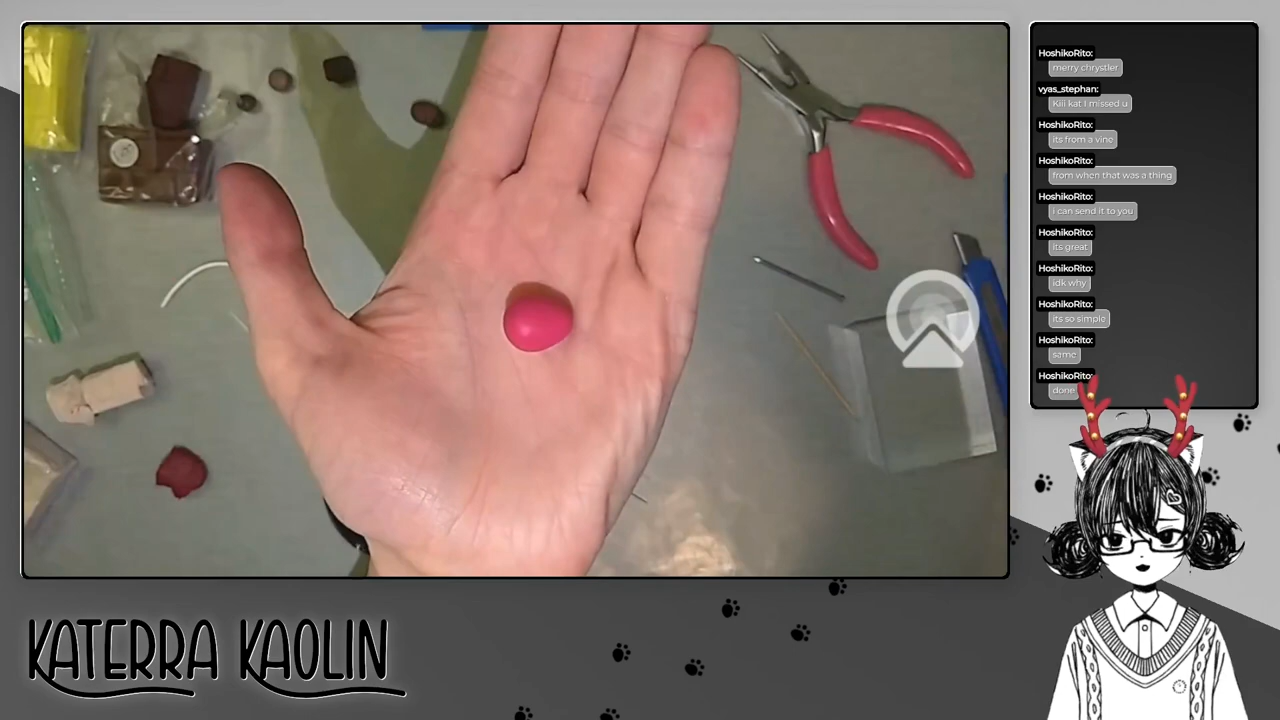 HoshikoRito:
merry chrystler
vyas_stephan:
Kiii kat I missed u
HoshikoRito:
its from a vine
HoshikoRito:
from when that was a thing
HoshikoRito:
i can send it to you
HoshikoRito:
its great
HoshikoRito:
idk why
HoshikoRito:
its so simple
HoshikoRito:
same
HoshikoRito:
done
KATERRA KAOLIN